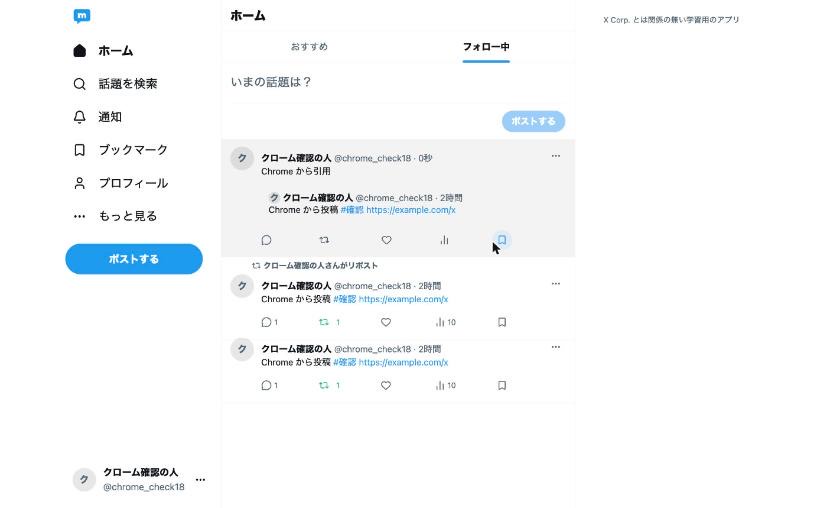 m
ホーム
話題を検索
通知
ブックマーク
プロフィール
もっと見る
ポストする
ク
クローム確認の人
@chrome_check18
ホーム
おすすめ
フォロー中
いまの話題は？
ポストする
ク
クローム確認の人 @chrome_check18 · 0秒
Chrome から引用
ク クローム確認の人 @chrome_check18 · 2時間
Chrome から投稿 #確認 https://example.com/x
クローム確認の人さんがリポスト
ク
クローム確認の人 @chrome_check18 · 2時間
Chrome から投稿 #確認 https://example.com/x
1 1 10
ク
クローム確認の人 @chrome_check18 · 2時間
Chrome から投稿 #確認 https://example.com/x
1 1 10
X Corp. とは関係の無い学習用のアプリ